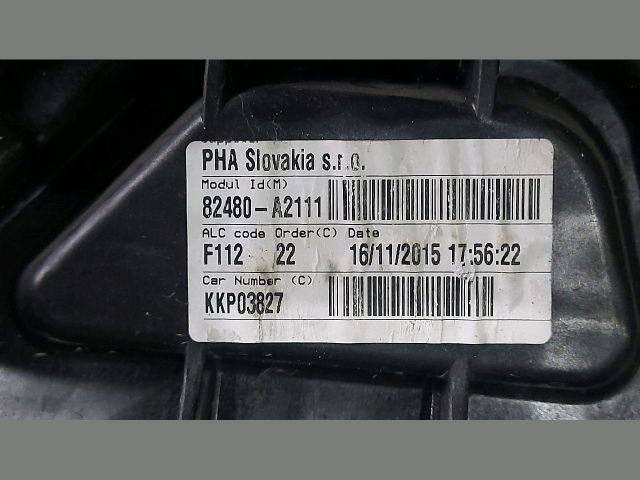 PHA Slovakia s.r.o.
Modul Id(M)
82480-A2111
ALC code Order(C) Date
F112 22 16/11/2015 17:56:22
Car Number (C)
KKP03827